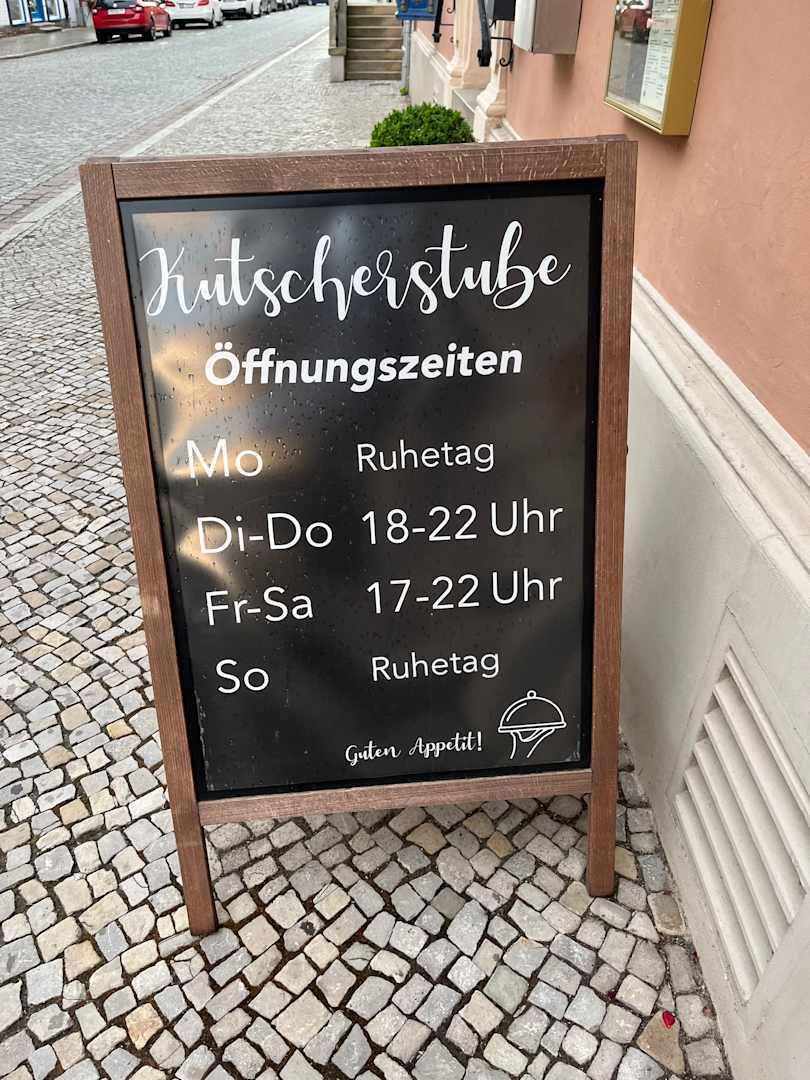 Kutscherstube
Öffnungszeiten
Mo Ruhetag
Di-Do 18-22 Uhr
Fr-Sa 17-22 Uhr
So Ruhetag
Guten Appetit!